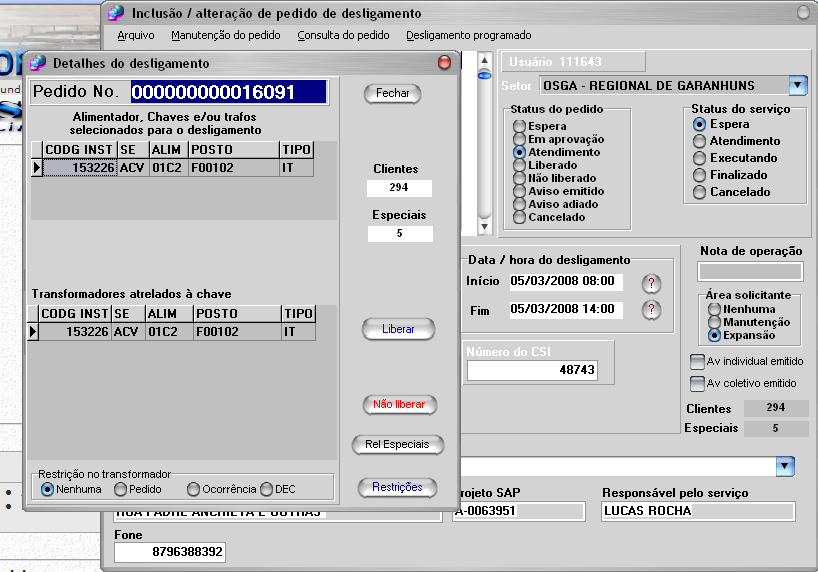 Inclusão / alteração de pedido de desligamento
Arquivo Manutenção do pedido Consulta do pedido Desligamento programado
Detalhes do desligamento
Pedido No. 000000000016091
Alimentador, Chaves e/ou trafos
selecionados para o desligamento
CODG INST SE ALIM POSTO TIPO
153226 ACV 01C2 F00102 IT
Transformadores atrelados à chave
CODG INST SE ALIM POSTO TIPO
153226 ACV 01C2 F00102 IT
Restrição no transformador
Nenhuma Pedido Ocorrência DEC
Fechar
Clientes
294
Especiais
5
Liberar
Não liberar
Rel Especiais
Restrições
Usuário 111643
Setor OSGA - REGIONAL DE GARANHUNS
Status do pedido
Espera
Em aprovação
Atendimento
Liberado
Não liberado
Aviso emitido
Aviso adiado
Cancelado
Status do serviço
Espera
Atendimento
Executando
Finalizado
Cancelado
Data / hora do desligamento
Início 05/03/2008 08:00 ?
Fim 05/03/2008 14:00 ?
Nota de operação
Área solicitante
Nenhuma
Manutenção
Expansão
Número do CSI
48743
Av individual emitido
Av coletivo emitido
Clientes 294
Especiais 5
rojeto SAP Responsável pelo serviço
RUA PADRE ANCHIETA E OUTRAS A-0063951 LUCAS ROCHA
Fone
8796388392